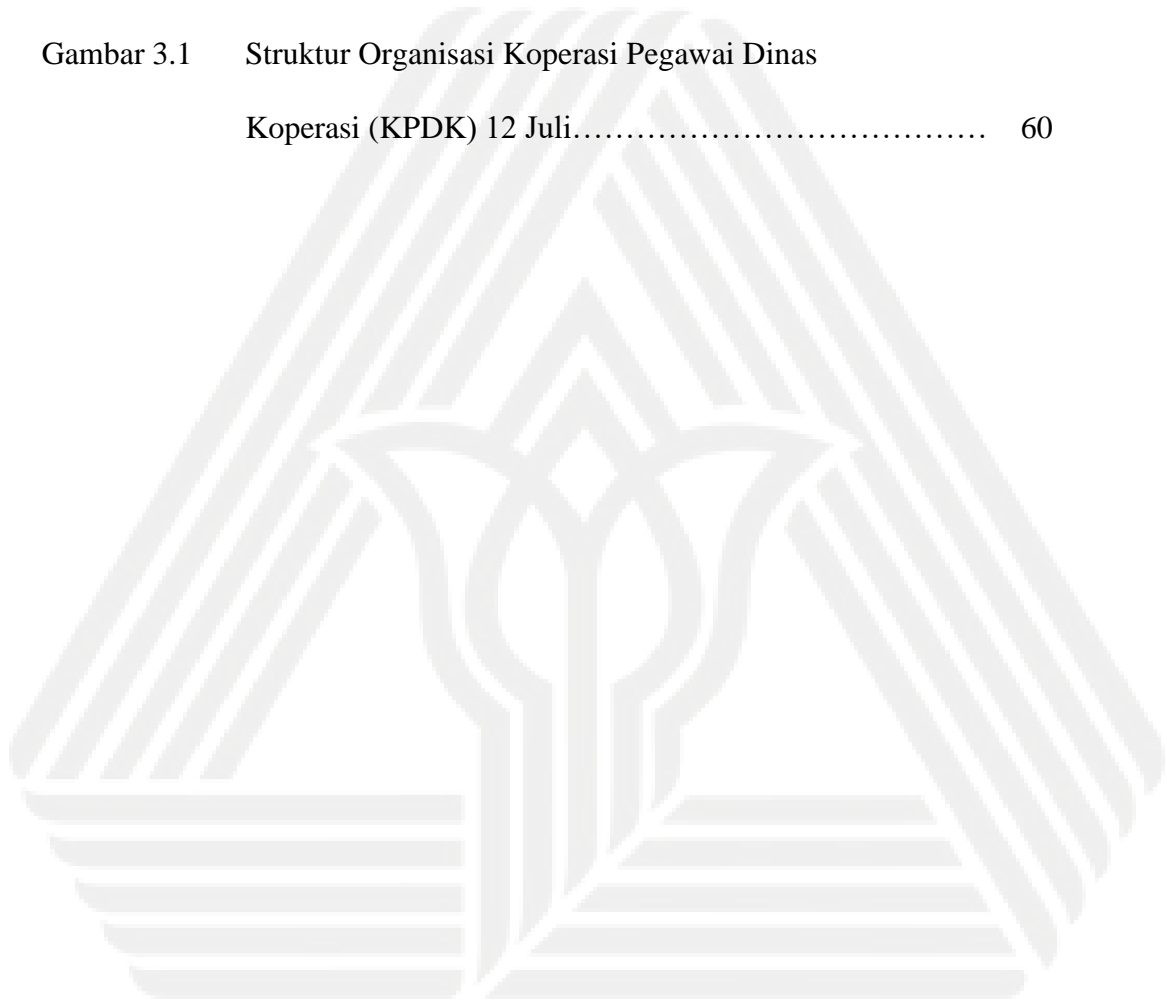 Gambar 3.1 Struktur Organisasi Koperasi Pegawai Dinas
Koperasi (KPDK) 12 Juli………………………………… 60